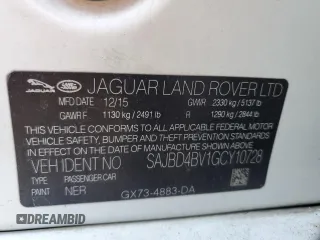 JAGUAR LAND ROVER LTD
MFD DATE 12/15 GVWR 2330 kg / 5137 lb
GAWR F 1130 kg / 2491 lb R 1290 kg / 2844 lb
THIS VEHICLE CONFORMS TO ALL APPLICABLE
FEDERAL MOTOR VEHICLE SAFETY,
BUMPER, AND THEFT PREVENTION STANDARDS
IN EFFECT ON THE DATE OF
MANUFACTURE SHOWN ABOVE.
VEH IDENT NO SAJBD4BV1GCY10728
TYPE PASSENGER CAR
PAINT NER
GX73-4883-DA
DREAMBID